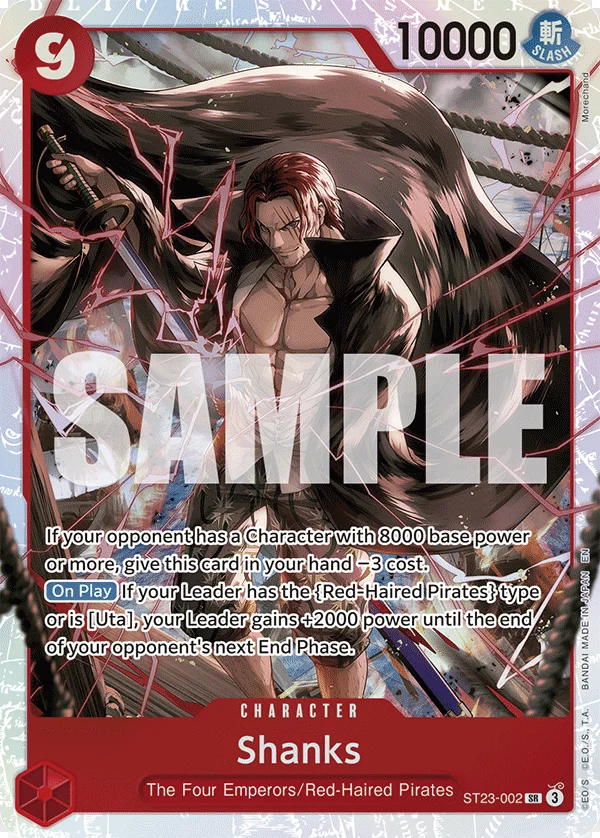 9
10000
斬
SLASH
Morechand
SAMPLE
If your opponent has a Character with 8000 base power
or more, give this card in your hand −3 cost.
On Play If your Leader has the {Red-Haired Pirates} type
or is [Uta], your Leader gains +2000 power until the end
of your opponent's next End Phase.
©E.O./S. ©E.O./S., T.A. BANDAI MADE IN JAPAN EN
CHARACTER
Shanks
The Four Emperors/Red-Haired Pirates
ST23-002 SR 3